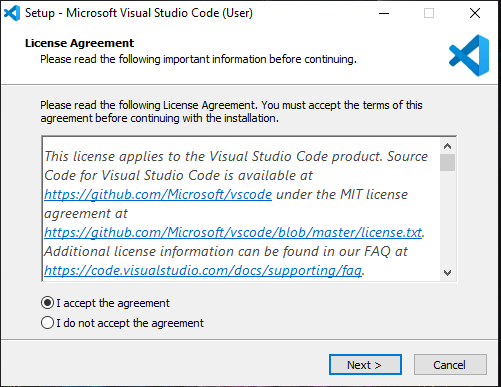 Setup - Microsoft Visual Studio Code (User)
License Agreement
Please read the following important information before continuing.
Please read the following License Agreement. You must accept the terms of this
agreement before continuing with the installation.
This license applies to the Visual Studio Code product. Source
Code for Visual Studio Code is available at
https://github.com/Microsoft/vscode under the MIT license
agreement at
https://github.com/Microsoft/vscode/blob/master/license.txt.
Additional license information can be found in our FAQ at
https://code.visualstudio.com/docs/supporting/faq.
I accept the agreement
I do not accept the agreement
Next >
Cancel